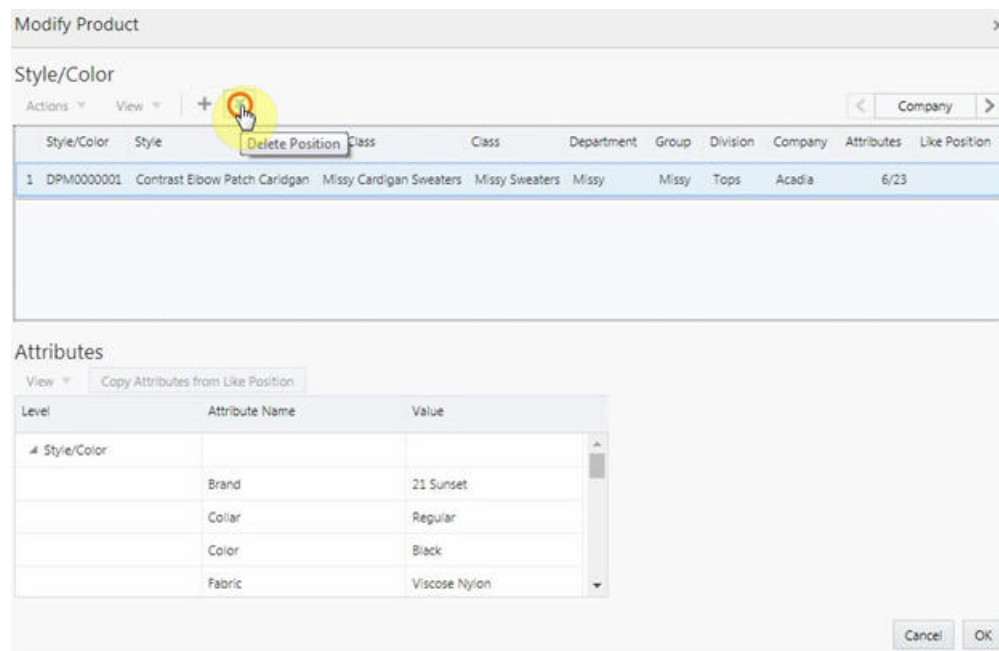 Modify Product
Style/Color
Actions View Company
Delete Position
Style/Color Style Class Class Department Group Division Company Attributes Like Position
1 DPM0000001 Contrast Elbow Patch Caridgan Missy Cardigan Sweaters Missy Sweaters Missy Missy Tops Acadia 6/23
Attributes
View Copy Attributes from Like Position
Level Attribute Name Value
Style/Color
Brand 21 Sunset
Collar Regular
Color Black
Fabric Viscose Nylon
Cancel OK